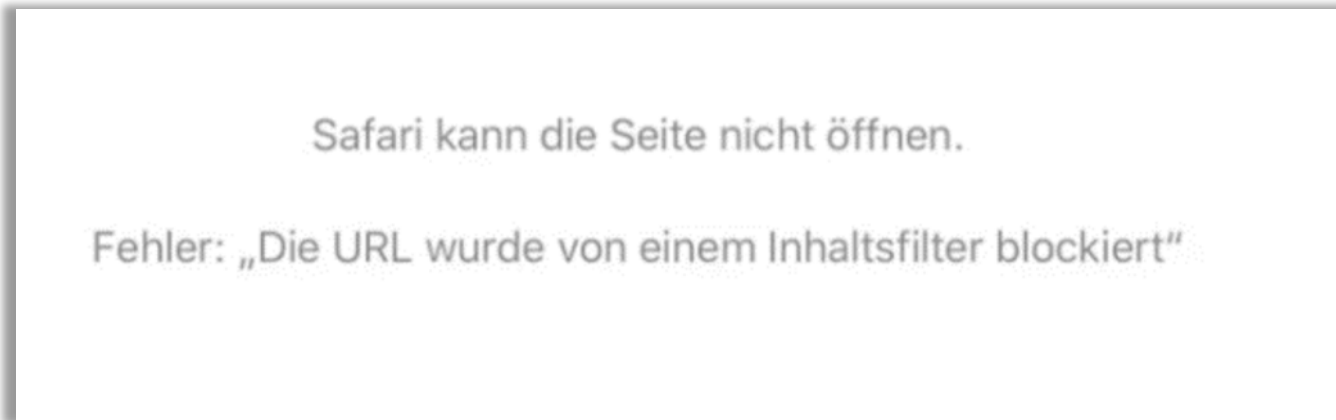 Safari kann die Seite nicht öffnen.
Fehler: „Die URL wurde von einem Inhaltsfilter blockiert“